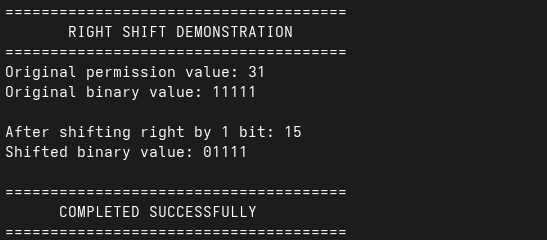 ======================================
       RIGHT SHIFT DEMONSTRATION
======================================
Original permission value: 31
Original binary value: 11111

After shifting right by 1 bit: 15
Shifted binary value: 01111

======================================
      COMPLETED SUCCESSFULLY
======================================